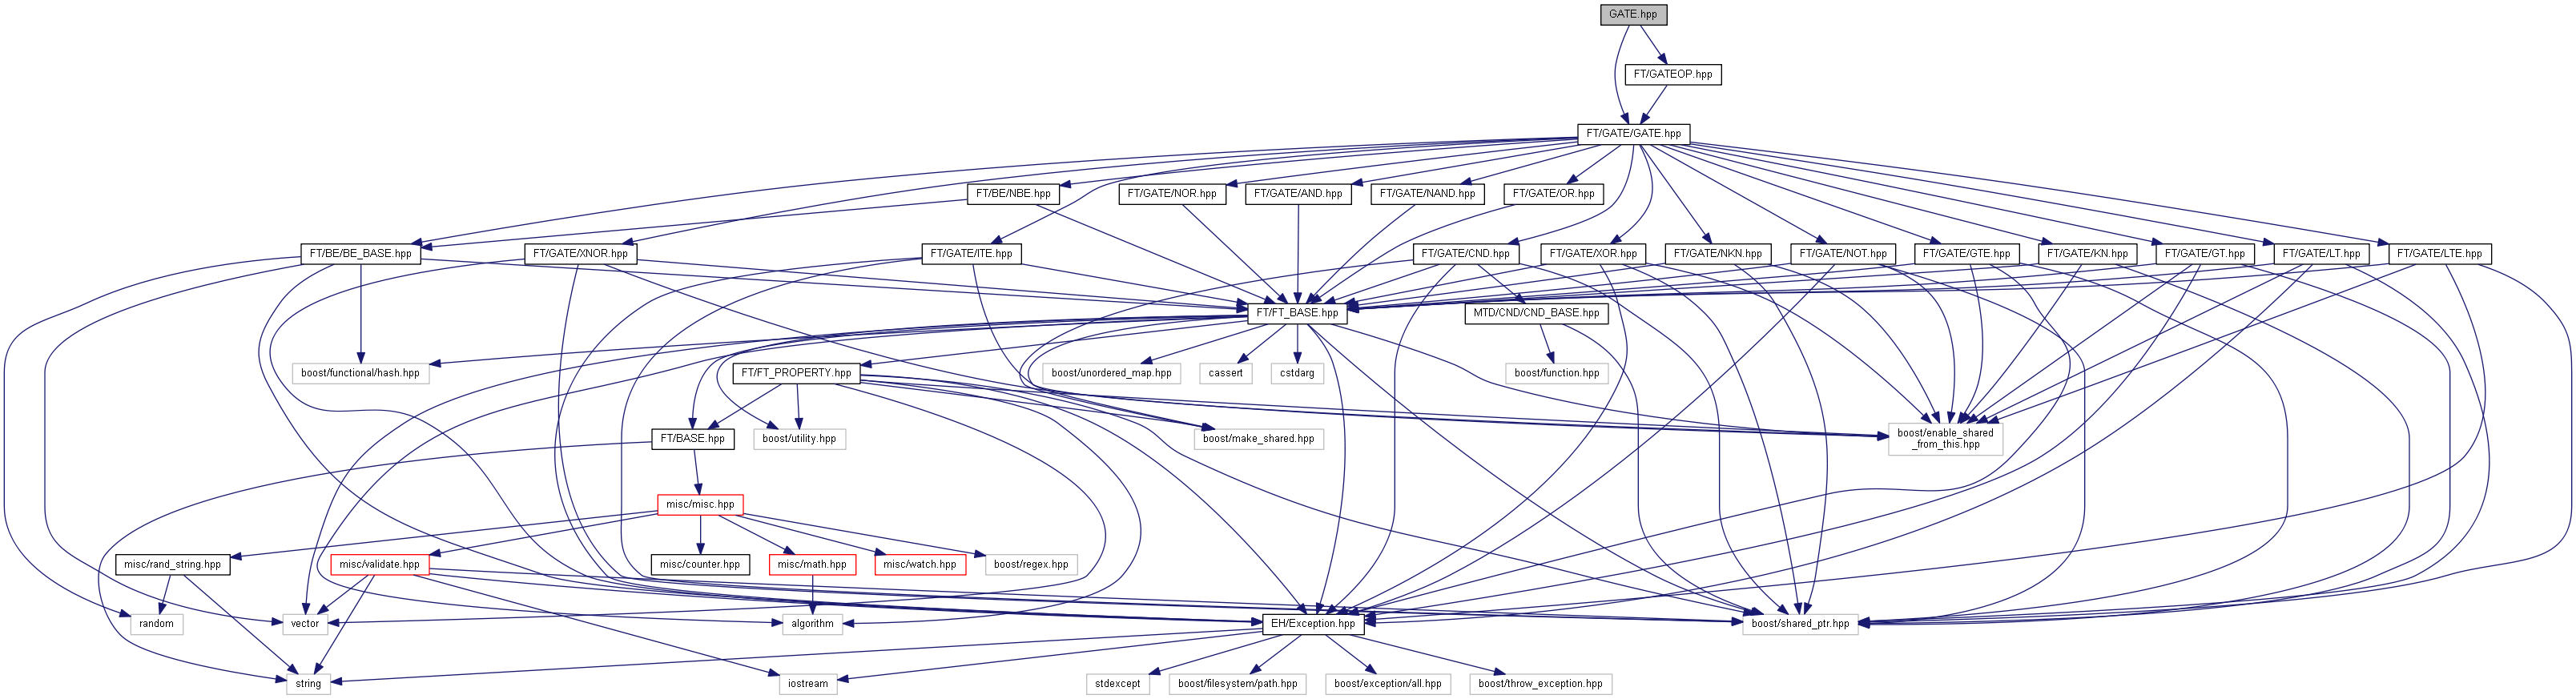 GATE.hpp
FT/GATEOP.hpp
FT/GATE/GATE.hpp
FT/BE/NBE.hpp
FT/GATE/NOR.hpp
FT/GATE/AND.hpp
FT/GATE/NAND.hpp
FT/GATE/OR.hpp
FT/BE/BE_BASE.hpp
FT/GATE/XNOR.hpp
FT/GATE/ITE.hpp
FT/GATE/CND.hpp
FT/GATE/XOR.hpp
FT/GATE/NKN.hpp
FT/GATE/NOT.hpp
FT/GATE/GTE.hpp
FT/GATE/KN.hpp
FT/GATE/GT.hpp
FT/GATE/LT.hpp
FT/GATE/LTE.hpp
FT/FT_BASE.hpp
MTD/CND/CND_BASE.hpp
boost/functional/hash.hpp
FT/FT_PROPERTY.hpp
boost/unordered_map.hpp
cassert
cstdarg
boost/function.hpp
FT/BASE.hpp
boost/utility.hpp
boost/make_shared.hpp
boost/enable_shared
_from_this.hpp
misc/misc.hpp
misc/rand_string.hpp
misc/validate.hpp
misc/counter.hpp
misc/math.hpp
misc/watch.hpp
boost/regex.hpp
random
vector
algorithm
EH/Exception.hpp
boost/shared_ptr.hpp
string
iostream
stdexcept
boost/filesystem/path.hpp
boost/exception/all.hpp
boost/throw_exception.hpp